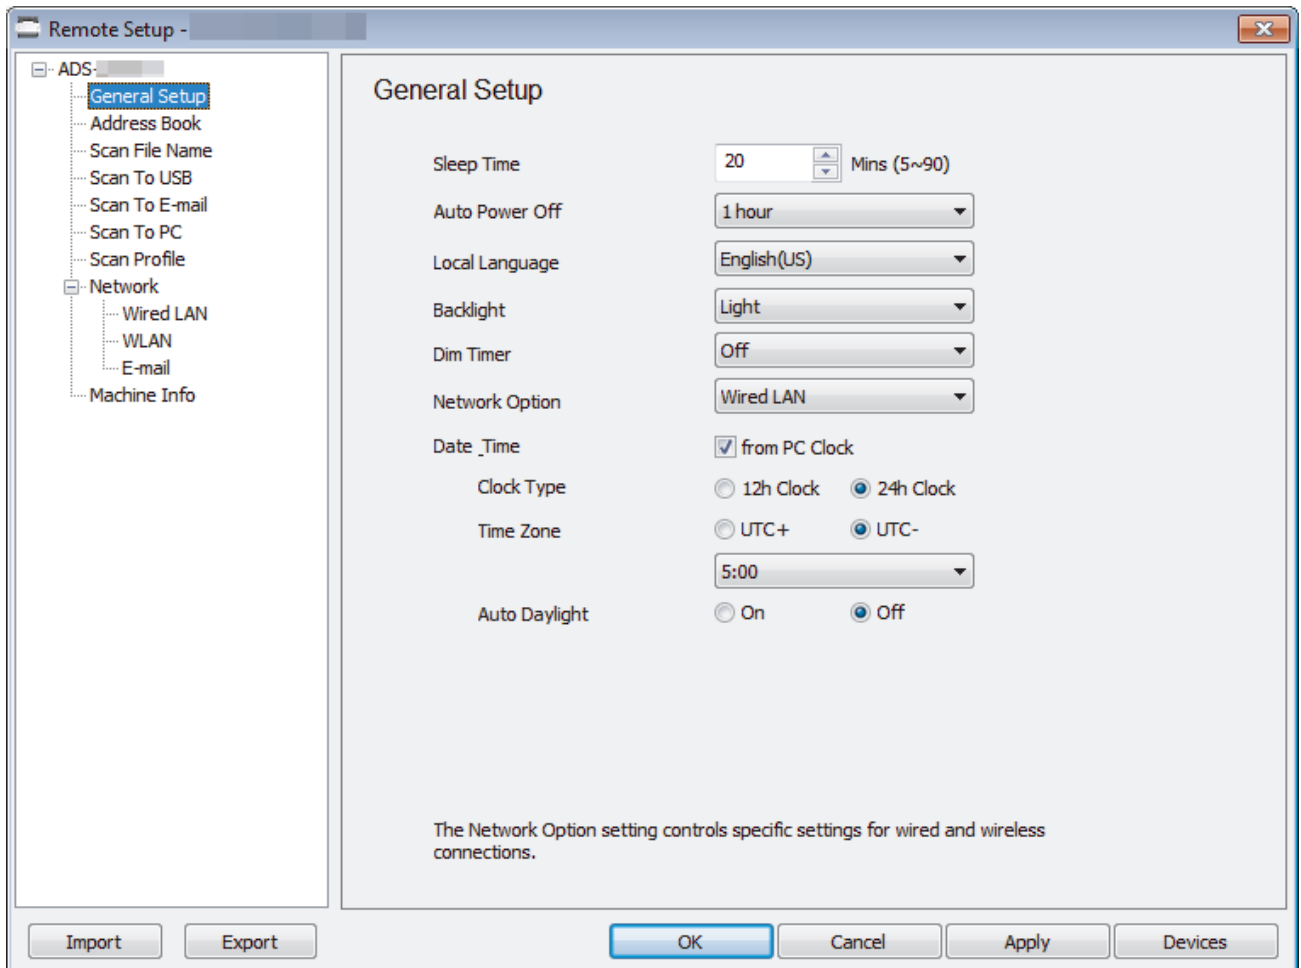 Remote Setup -
ADS-
General Setup
Address Book
Scan File Name
Scan To USB
Scan To E-mail
Scan To PC
Scan Profile
Network
Wired LAN
WLAN
E-mail
Machine Info
General Setup
Sleep Time 20 Mins (5~90)
Auto Power Off 1 hour
Local Language English(US)
Backlight Light
Dim Timer Off
Network Option Wired LAN
Date_Time from PC Clock
Clock Type 12h Clock 24h Clock
Time Zone UTC+ UTC-
5:00
Auto Daylight On Off
The Network Option setting controls specific settings for wired and wireless
connections.
Import Export OK Cancel Apply Devices